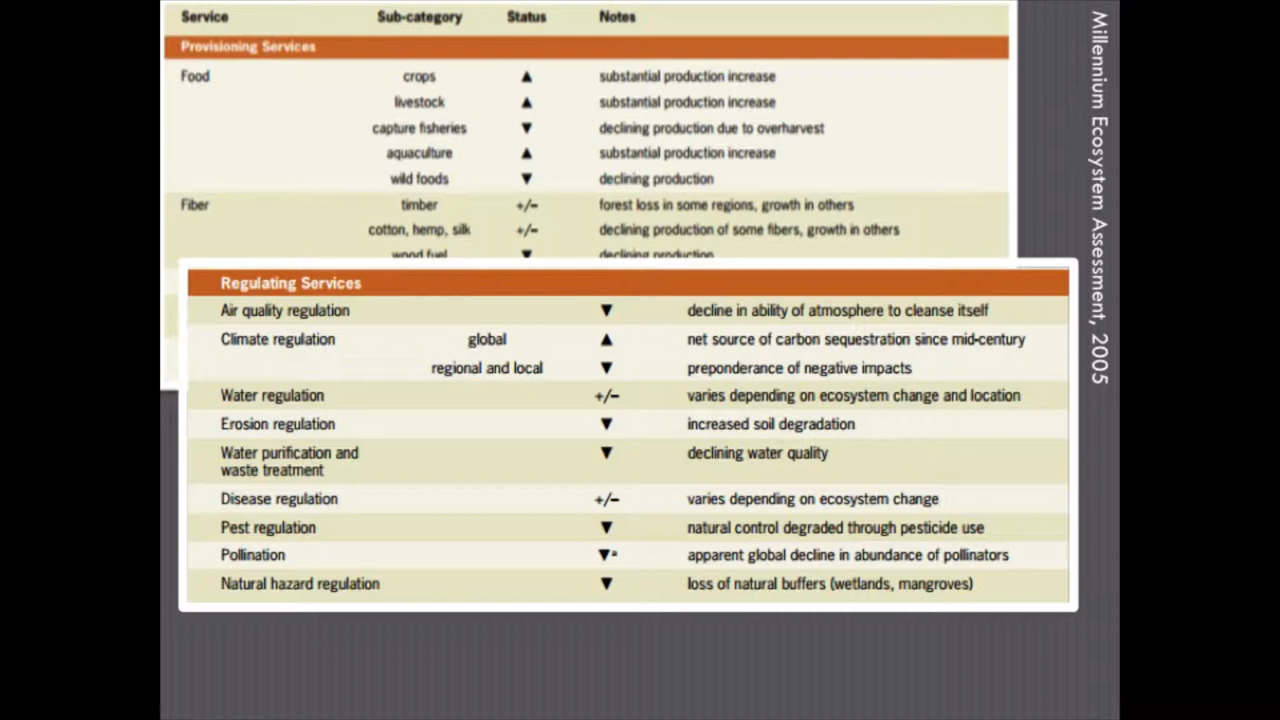 Service Sub-category Status Notes
Provisioning Services
Food crops ▲ substantial production increase
livestock ▲ substantial production increase
capture fisheries ▼ declining production due to overharvest
aquaculture ▲ substantial production increase
wild foods ▼ declining production
Fiber timber +/– forest loss in some regions, growth in others
cotton, hemp, silk +/– declining production of some fibers, growth in others
wood fuel ▼ declining production
Regulating Services
Air quality regulation ▼ decline in ability of atmosphere to cleanse itself
Climate regulation global ▲ net source of carbon sequestration since mid-century
regional and local ▼ preponderance of negative impacts
Water regulation +/– varies depending on ecosystem change and location
Erosion regulation ▼ increased soil degradation
Water purification and ▼ declining water quality
waste treatment
Disease regulation +/– varies depending on ecosystem change
Pest regulation ▼ natural control degraded through pesticide use
Pollination ▼ª apparent global decline in abundance of pollinators
Natural hazard regulation ▼ loss of natural buffers (wetlands, mangroves)
Millennium Ecosystem Assessment, 2005